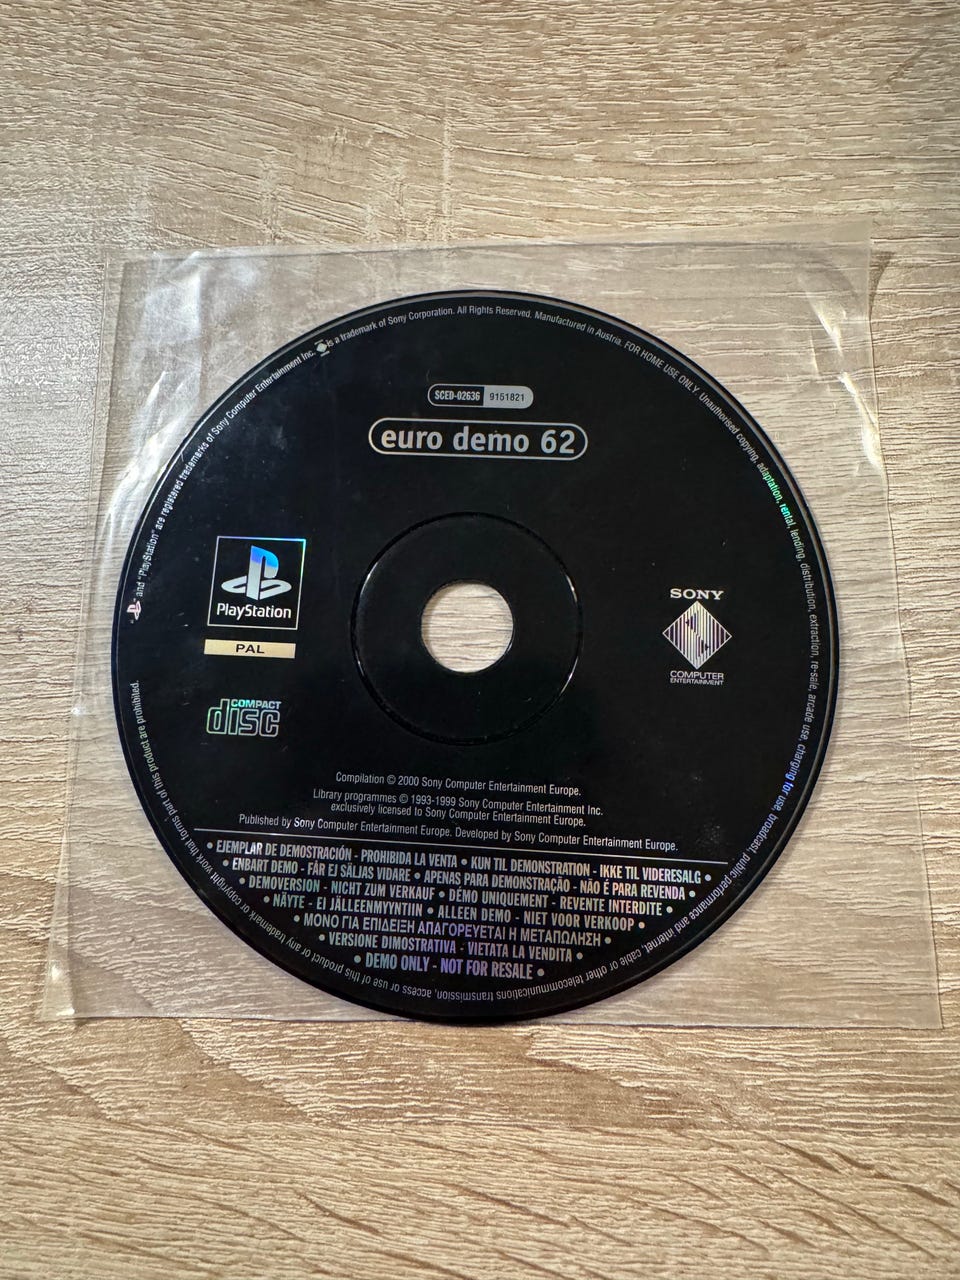 SCED-02636 9151821
euro demo 62
PlayStation
PAL
COMPACT
disc
SONY
COMPUTER
ENTERTAINMENT
Compilation © 2000 Sony Computer Entertainment Europe.
Library programmes © 1993-1999 Sony Computer Entertainment Inc.
exclusively licensed to Sony Computer Entertainment Europe.
Published by Sony Computer Entertainment Europe. Developed by Sony Computer Entertainment Europe.
• EJEMPLAR DE DEMOSTRACIÓN - PROHIBIDA LA VENTA • KUN TIL DEMONSTRATION - IKKE TIL VIDERESALG •
• ENBART DEMO - FÅR EJ SÄLJAS VIDARE • APENAS PARA DEMONSTRAÇÃO - NÃO É PARA REVENDA •
• DEMOVERSION - NICHT ZUM VERKAUF • DÉMO UNIQUEMENT - REVENTE INTERDITE •
• NÄYTE - EI JÄLLEENMYYNTIIN • ALLEEN DEMO - NIET VOOR VERKOOP •
• ΜΟΝΟ ΓΙΑ ΕΠΙΔΕΙΞΗ ΑΠΑΓΟΡΕΥΕΤΑΙ Η ΜΕΤΑΠΩΛΗΣΗ •
• VERSIONE DIMOSTRATIVA - VIETATA LA VENDITA •
• DEMO ONLY - NOT FOR RESALE •
and "PlayStation" are registered trademarks of Sony Computer Entertainment Inc. is a trademark of Sony Corporation. All Rights Reserved. Manufactured in Austria. FOR HOME USE ONLY. Unauthorised copying, adaptation, rental, lending, distribution, extraction, re-sale, arcade use, charging for use, broadcast, public performance and internet, cable or other telecommunications transmission, access, or use of this product or any trademark or copyright work that forms part of this product are prohibited.